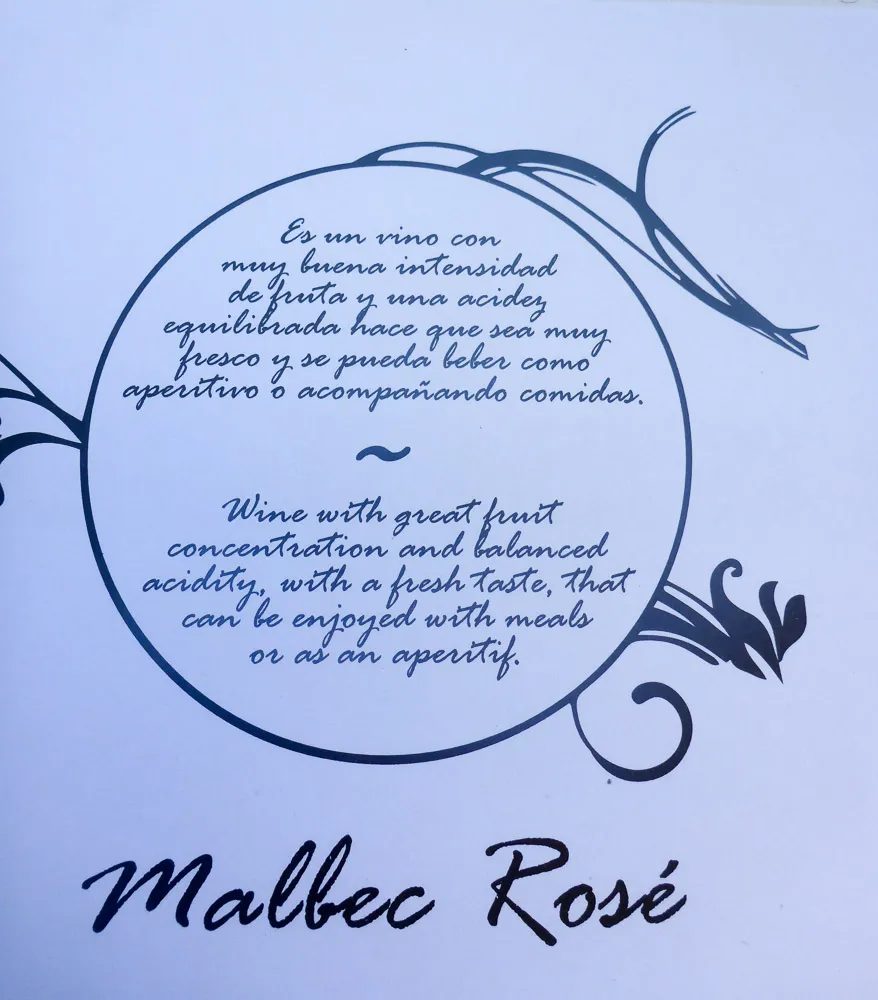 Es un vino con
muy buena intensidad
de fruta y una acidez
equilibrada hace que sea muy
fresco y se pueda beber como
aperitivo o acompañando comidas.
~
Wine with great fruit
concentration and balanced
acidity, with a fresh taste, that
can be enjoyed with meals
or as an aperitif.
Malbec Rosé